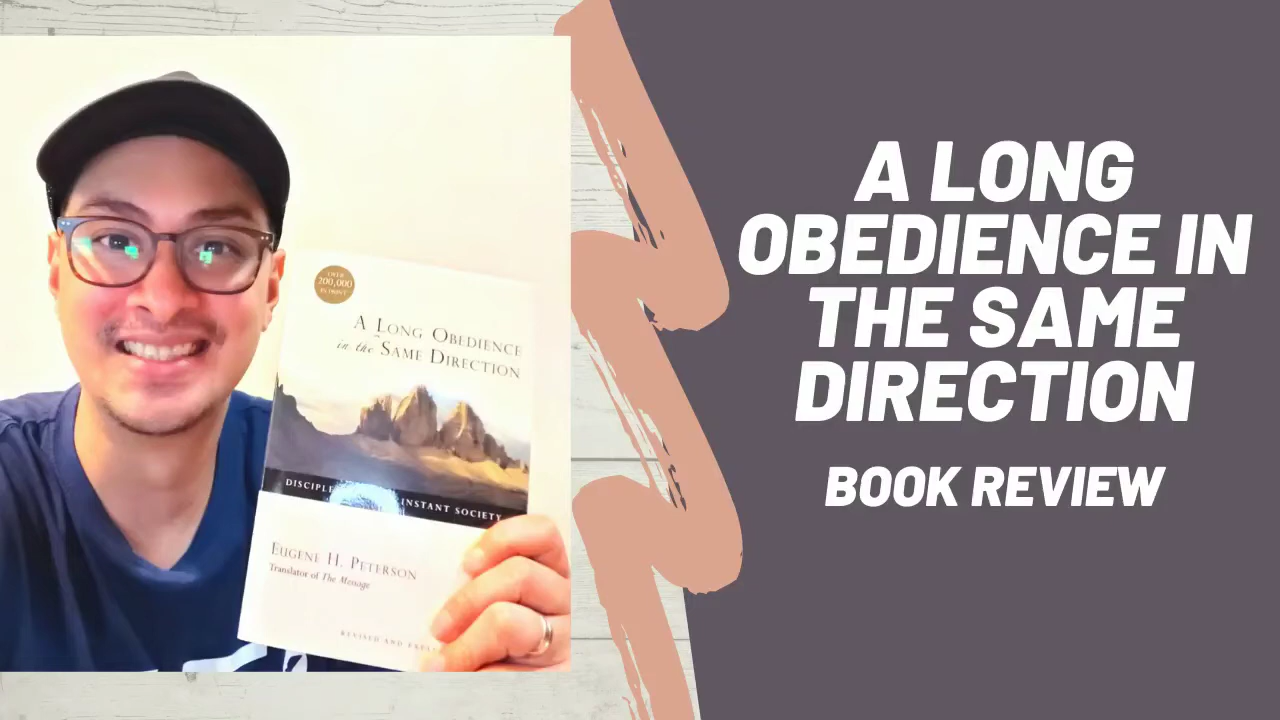 OVER
200,000
IN PRINT
A LONG OBEDIENCE
in the SAME DIRECTION
INSTANT SOCIETY
EUGENE H. PETERSON
Translator of The Message
REVISED AND
A LONG
OBEDIENCE IN
THE SAME
DIRECTION
BOOK REVIEW